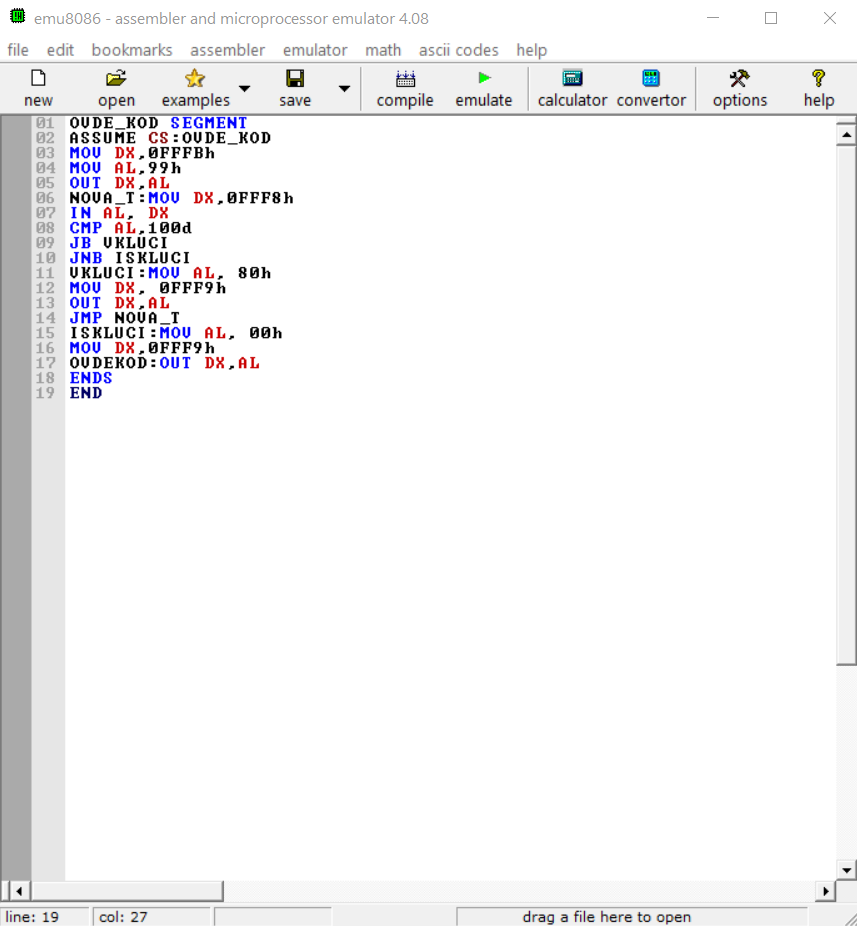 emu8086 - assembler and microprocessor emulator 4.08
file edit bookmarks assembler emulator math ascii codes help
new open examples save compile emulate calculator convertor options help
01 OVDE_KOD SEGMENT
02 ASSUME CS:OVDE_KOD
03 MOV DX,0FFFBh
04 MOV AL,99h
05 OUT DX,AL
06 NOVA_T:MOV DX,0FFF8h
07 IN AL, DX
08 CMP AL,100d
09 JB VKLUCI
10 JNB ISKLUCI
11 VKLUCI:MOV AL, 80h
12 MOV DX, 0FFF9h
13 OUT DX,AL
14 JMP NOVA_T
15 ISKLUCI:MOV AL, 00h
16 MOV DX,0FFF9h
17 OVDEKOD:OUT DX,AL
18 ENDS
19 END
line: 19 col: 27 drag a file here to open